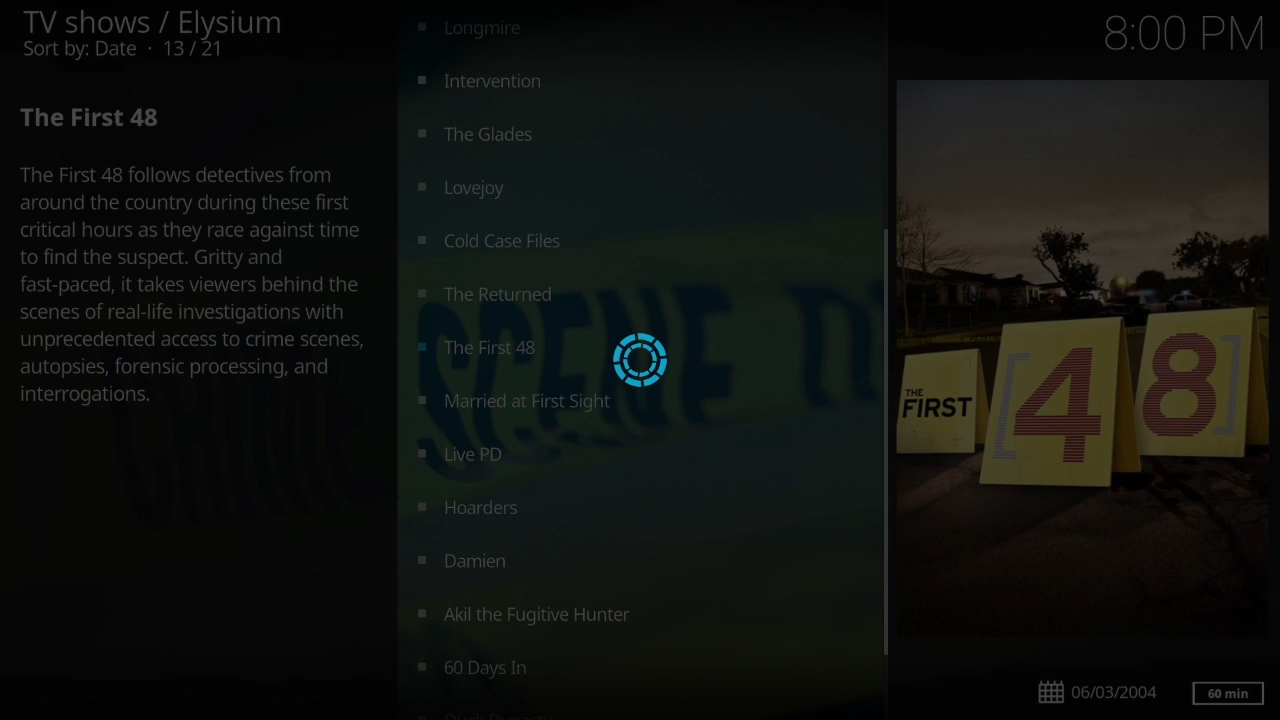 TV shows / Elysium
Sort by: Date · 13 / 21
8:00 PM
The First 48
The First 48 follows detectives from
around the country during these first
critical hours as they race against time
to find the suspect. Gritty and
fast-paced, it takes viewers behind the
scenes of real-life investigations with
unprecedented access to crime scenes,
autopsies, forensic processing, and
interrogations.
Longmire
Intervention
The Glades
Lovejoy
Cold Case Files
The Returned
The First 48
Married at First Sight
Live PD
Hoarders
Damien
Akil the Fugitive Hunter
60 Days In
Duck Dynasty
CRIME SCENE
THE
FIRST
[48]
06/03/2004
60 min